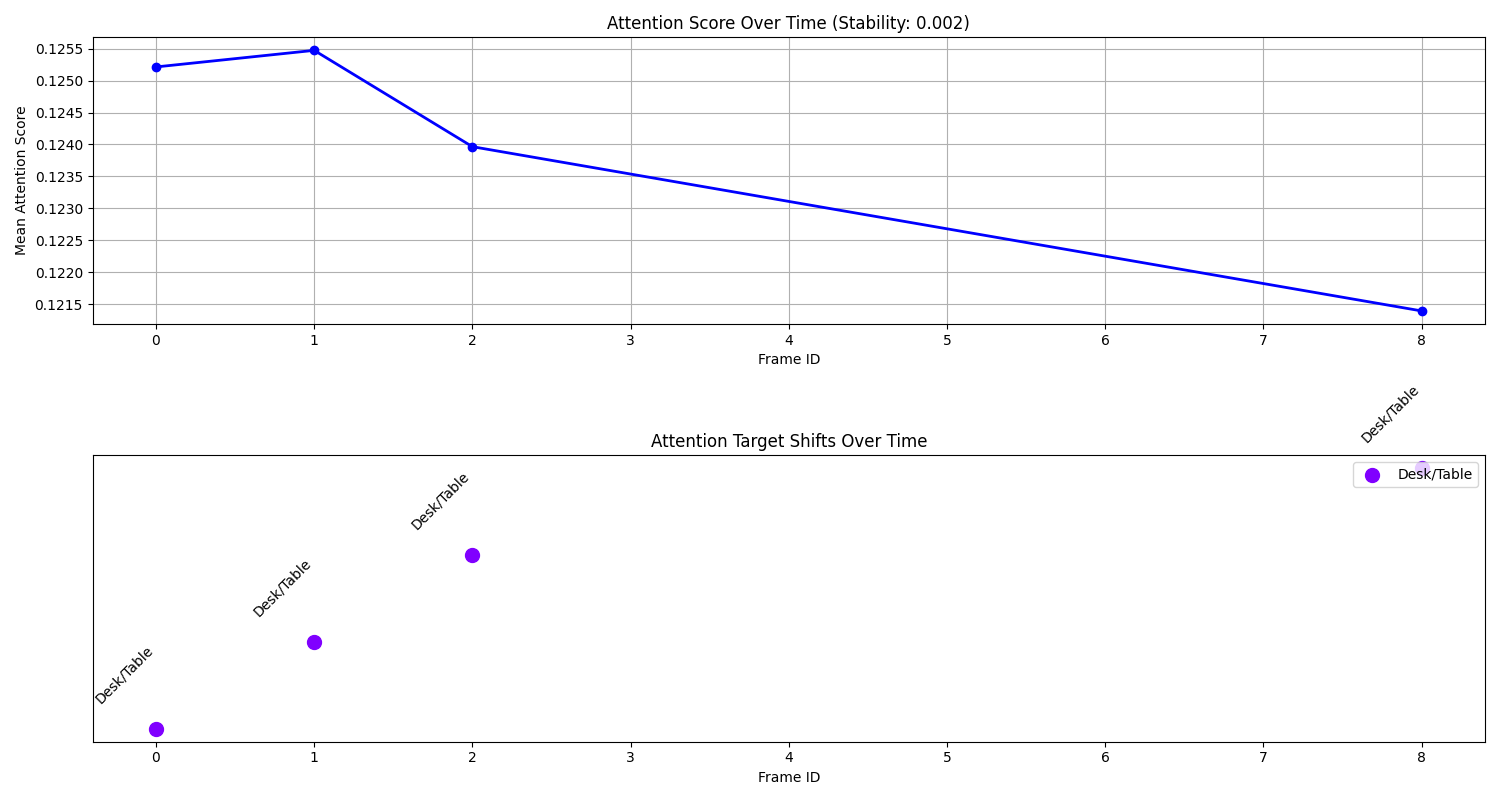 Attention Score Over Time (Stability: 0.002)
Mean Attention Score
0.1255
0.1250
0.1245
0.1240
0.1235
0.1230
0.1225
0.1220
0.1215
0 1 2 3 4 5 6 7 8
Frame ID
Attention Target Shifts Over Time
Desk/Table
Desk/Table
Desk/Table
Desk/Table
Desk/Table
0 1 2 3 4 5 6 7 8
Frame ID